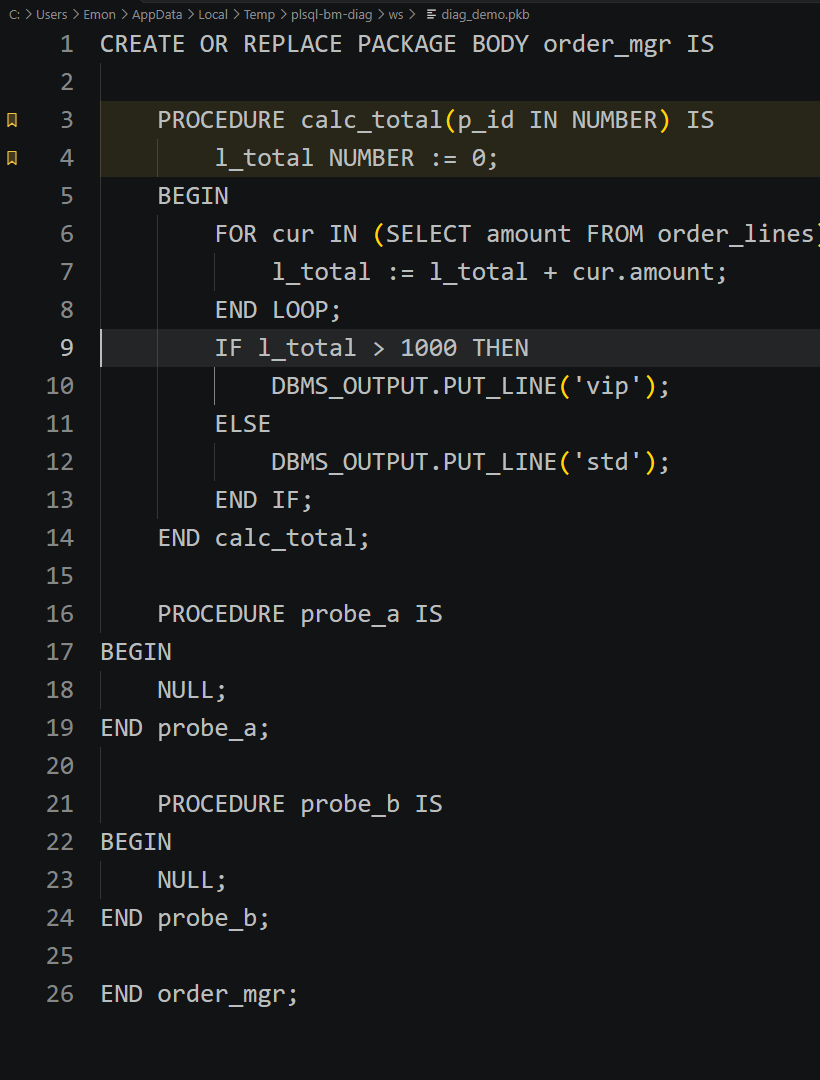 C: > Users > Emon > AppData > Local > Temp > plsql-bm-diag > ws > diag_demo.pkb
1 CREATE OR REPLACE PACKAGE BODY order_mgr IS
2
3     PROCEDURE calc_total(p_id IN NUMBER) IS
4         l_total NUMBER := 0;
5     BEGIN
6         FOR cur IN (SELECT amount FROM order_lines)
7             l_total := l_total + cur.amount;
8         END LOOP;
9         IF l_total > 1000 THEN
10             DBMS_OUTPUT.PUT_LINE('vip');
11         ELSE
12             DBMS_OUTPUT.PUT_LINE('std');
13         END IF;
14     END calc_total;
15
16     PROCEDURE probe_a IS
17 BEGIN
18     NULL;
19 END probe_a;
20
21     PROCEDURE probe_b IS
22 BEGIN
23     NULL;
24 END probe_b;
25
26 END order_mgr;